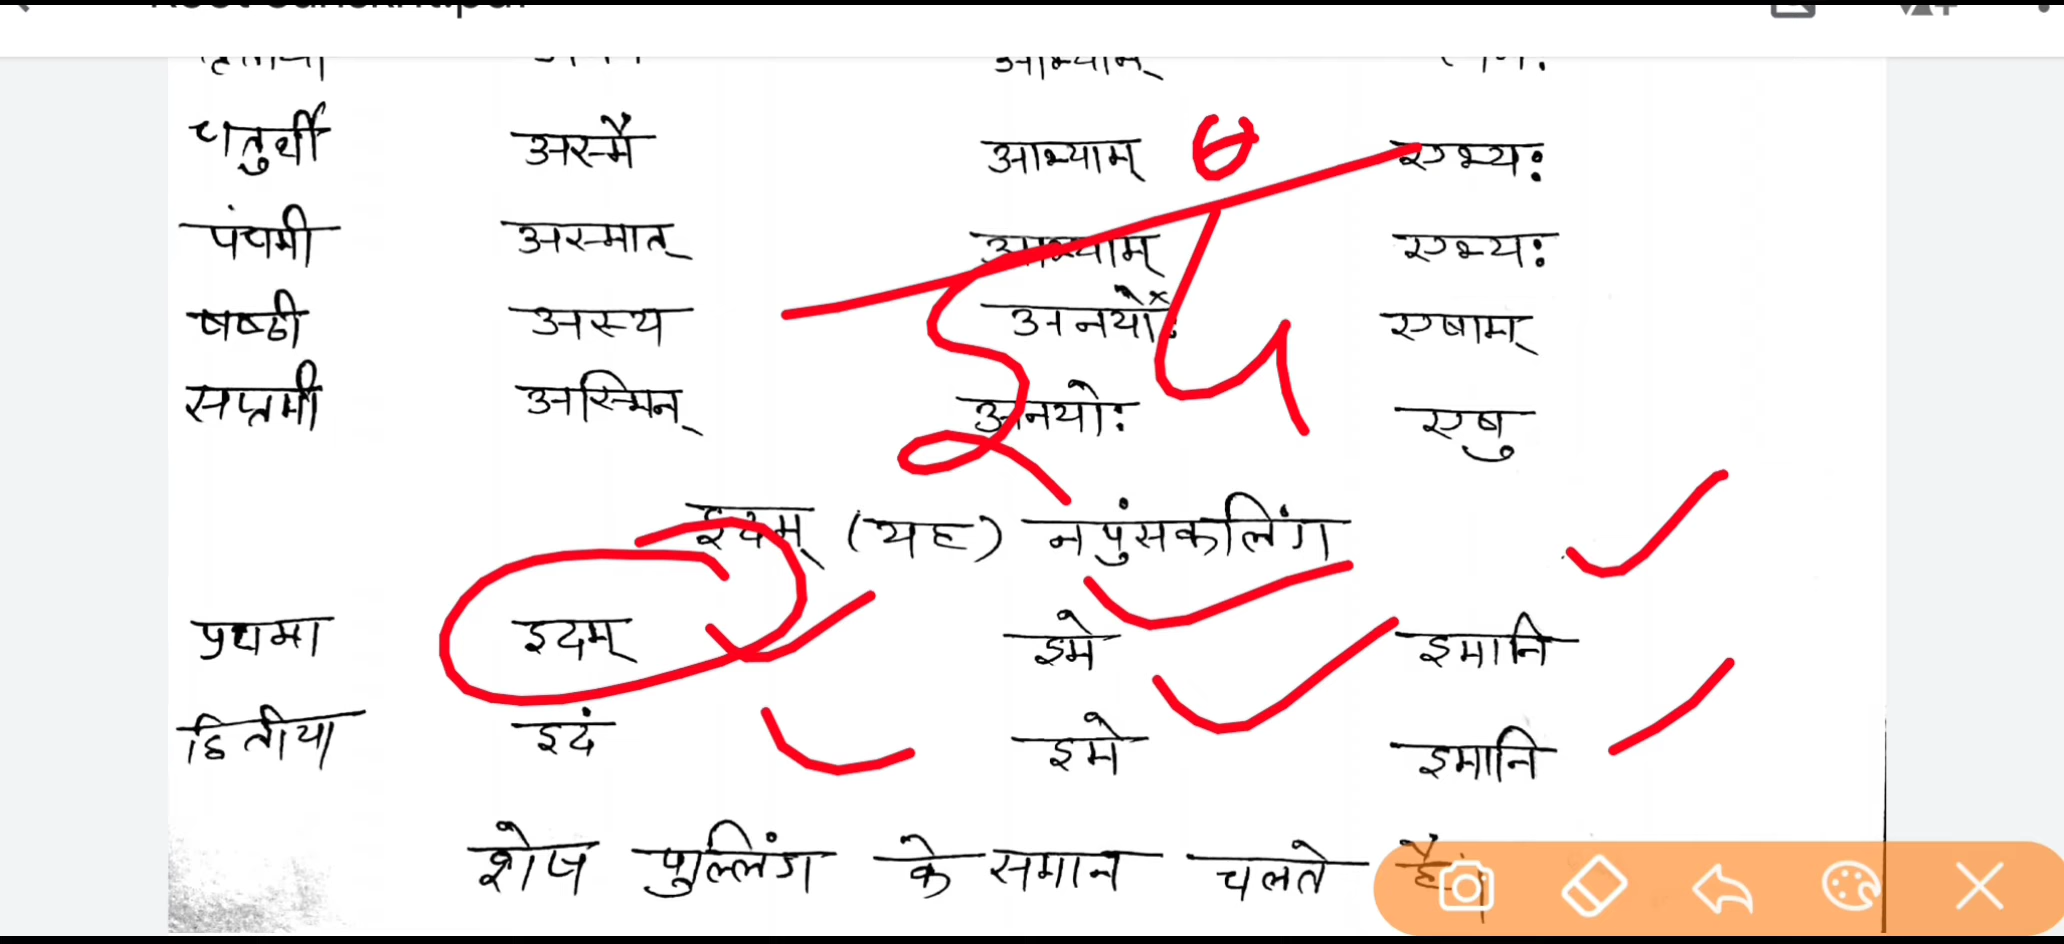 चतुर्थी अस्मै आभ्याम् एभ्यः
पंचमी अस्मात् आभ्याम् एभ्यः
षष्ठी अस्य अनयोः एषाम्
सप्तमी अस्मिन् अनयोः एषु
इदम् (यह) नपुंसकलिंग
प्रथमा इदम् इमे इमानि
द्वितीया इदं इमे इमानि
शेष पुल्लिंग के समान चलते है।